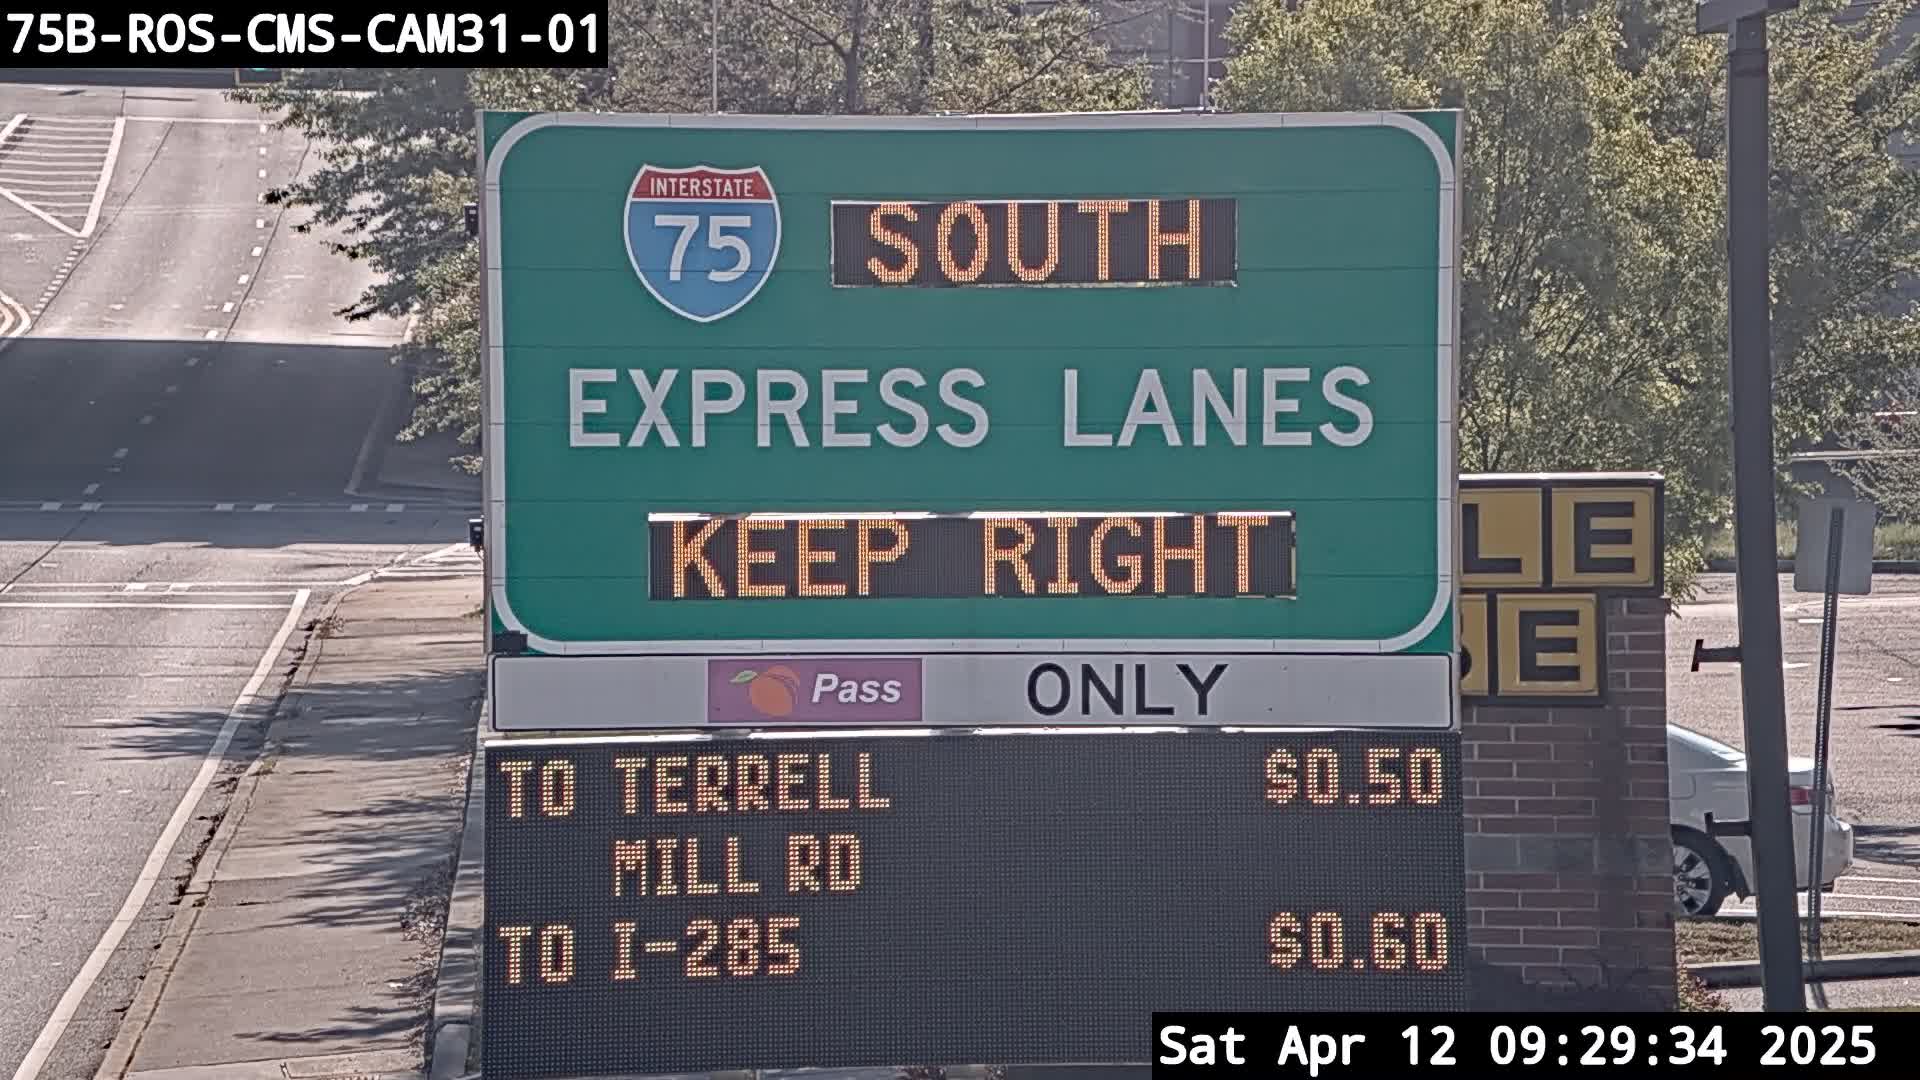 75B-ROS-CMS-CAM31-01
INTERSTATE
75
SOUTH
EXPRESS LANES
KEEP RIGHT
Pass ONLY
TO TERRELL $0.50
MILL RD
TO I-285 $0.60
LE
E
Sat Apr 12 09:29:34 2025